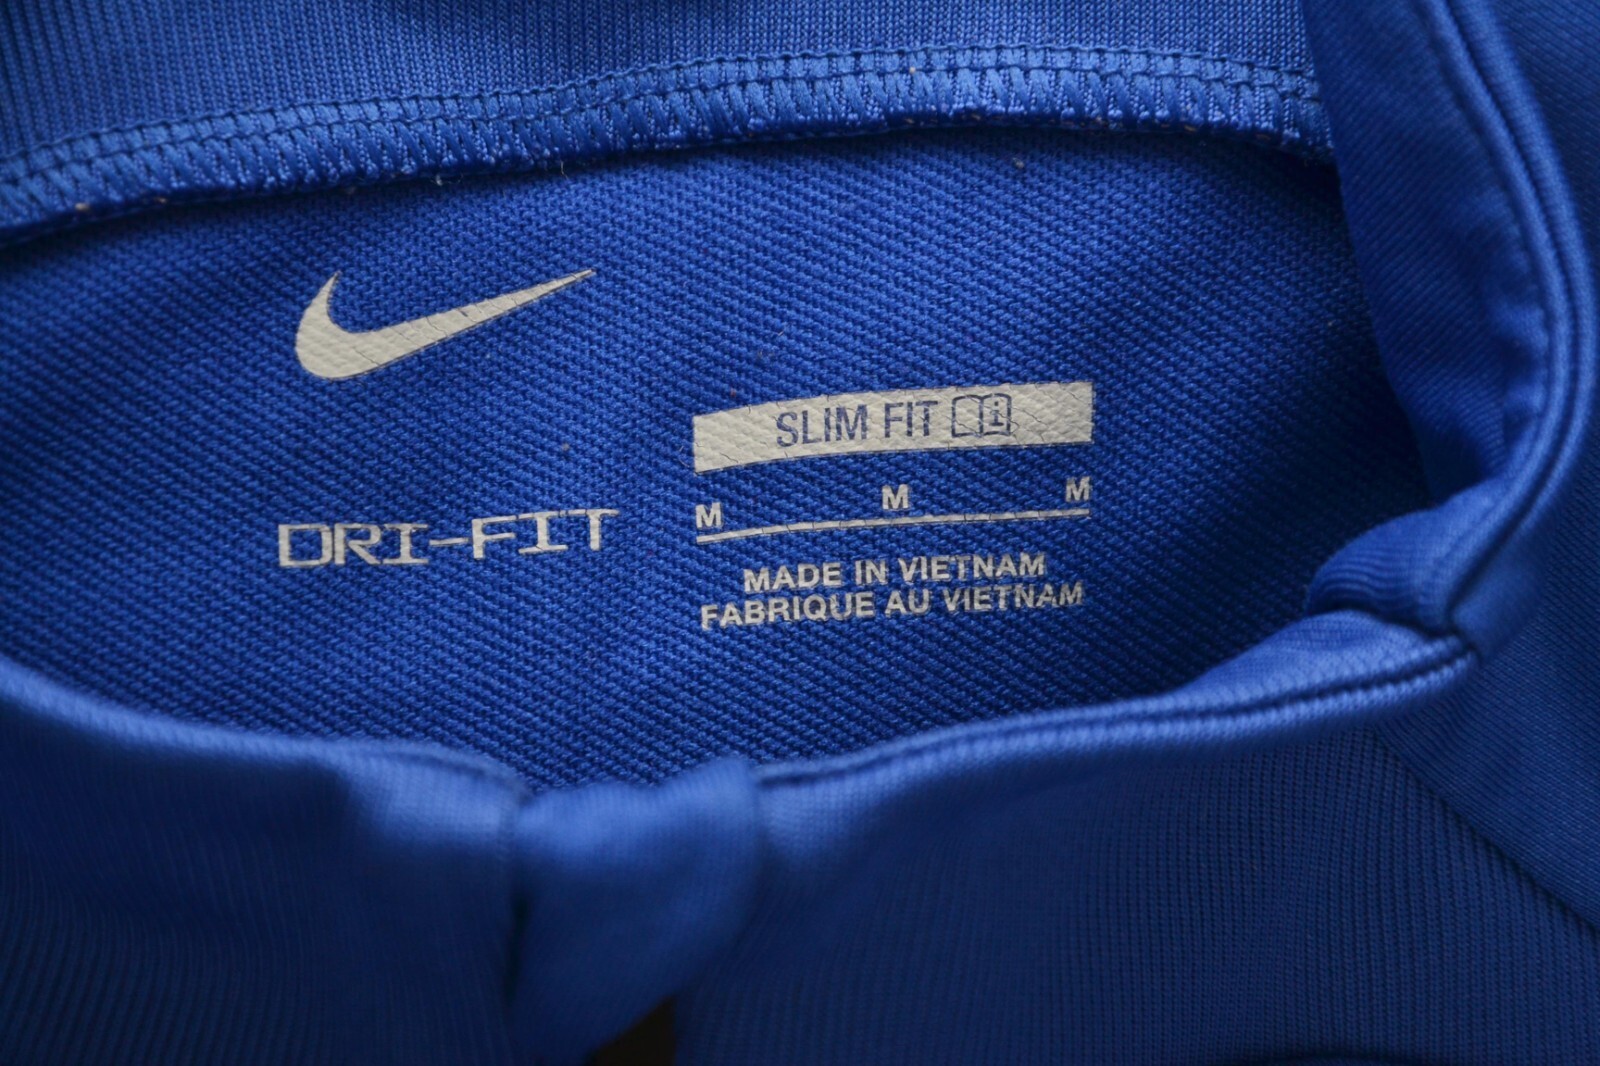 DRI-FIT
SLIM FIT
M M M
MADE IN VIETNAM
FABRIQUE AU VIETNAM